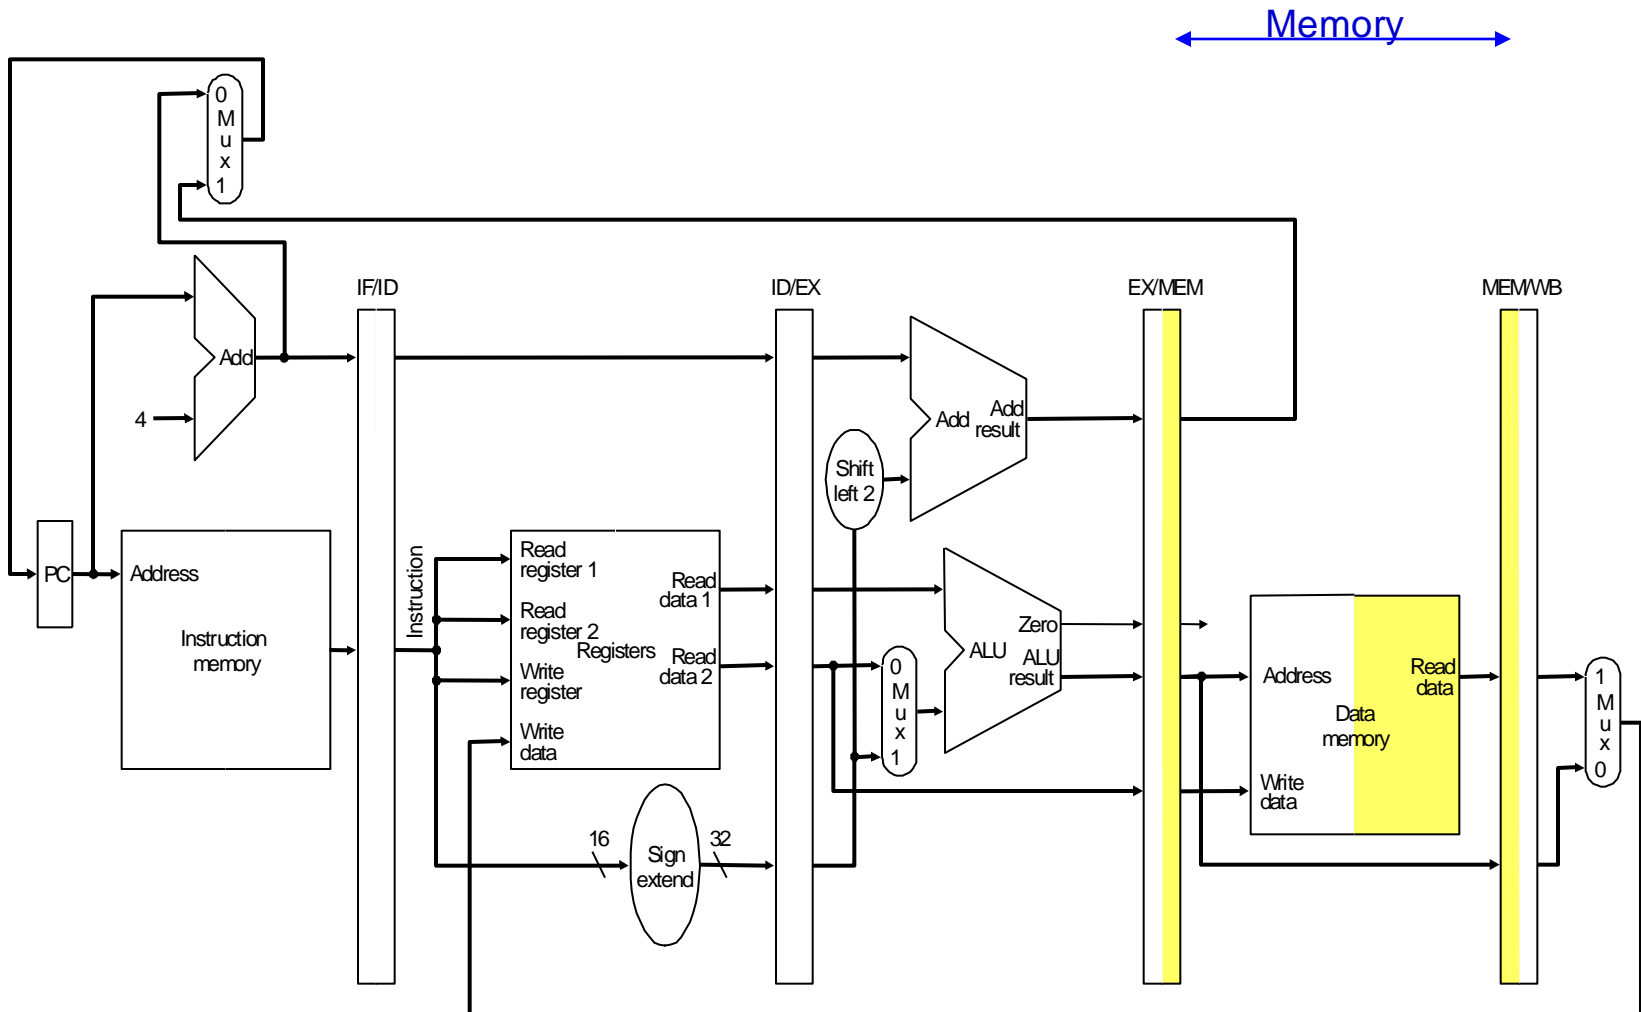 Memory
0
M
u
x
1
IF/ID
ID/EX
EX/MEM
MEM/WB
Add
4
Add
Add
result
Shift
left 2
PC
Address
Instruction
memory
Instruction
Read
register 1
Read
register 2
Registers
Write
register
Write
data
Read
data 1
Read
data 2
0
M
u
x
1
Zero
ALU
ALU
result
Address
Read
data
Data
memory
Write
data
1
M
u
x
0
16
Sign
extend
32